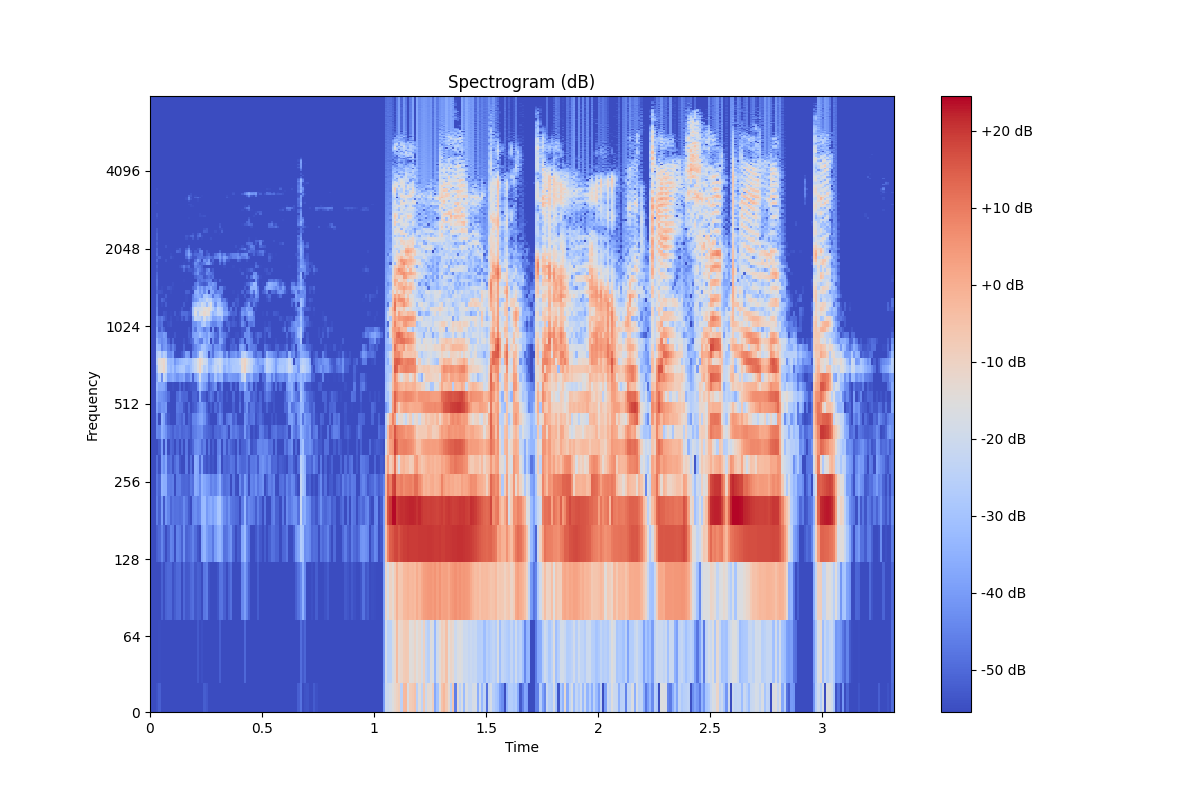 Spectrogram (dB)
Frequency
4096
2048
1024
512
256
128
64
0
0
0.5
1
1.5
2
2.5
3
Time
+20 dB
+10 dB
+0 dB
-10 dB
-20 dB
-30 dB
-40 dB
-50 dB